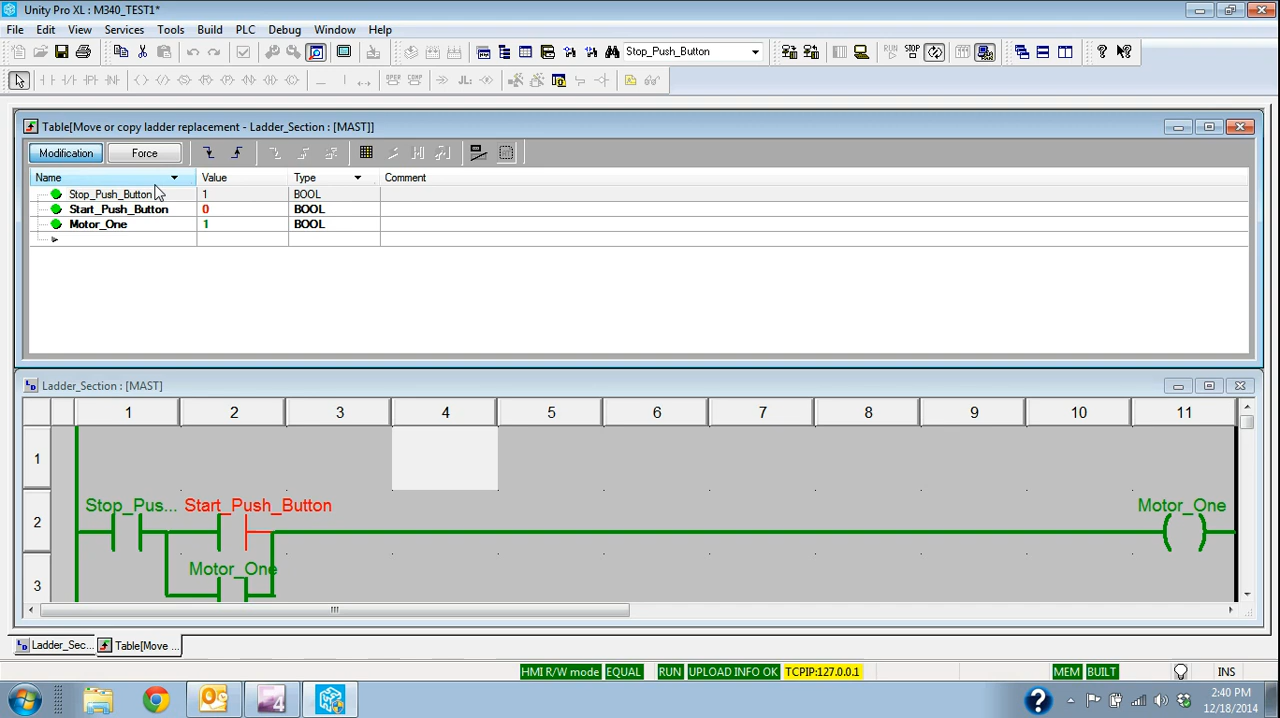 Unity Pro XL : M340_TEST1*
File Edit View Services Tools Build PLC Debug Window Help
Stop_Push_Button
Table[Move or copy ladder replacement - Ladder_Section : [MAST]]
Modification Force
Name Value Type Comment
Stop_Push_Button 1 BOOL
Start_Push_Button 0 BOOL
Motor_One 1 BOOL
Ladder_Section : [MAST]
1 2 3 4 5 6 7 8 9 10 11
1
Stop_Pus... Start_Push_Button Motor_One
2
Motor_One
3
Ladder_Sec... Table[Move ...
HMI R/W mode EQUAL RUN UPLOAD INFO OK TCPIP:127.0.0.1 MEM BUILT INS
2:40 PM
12/18/2014